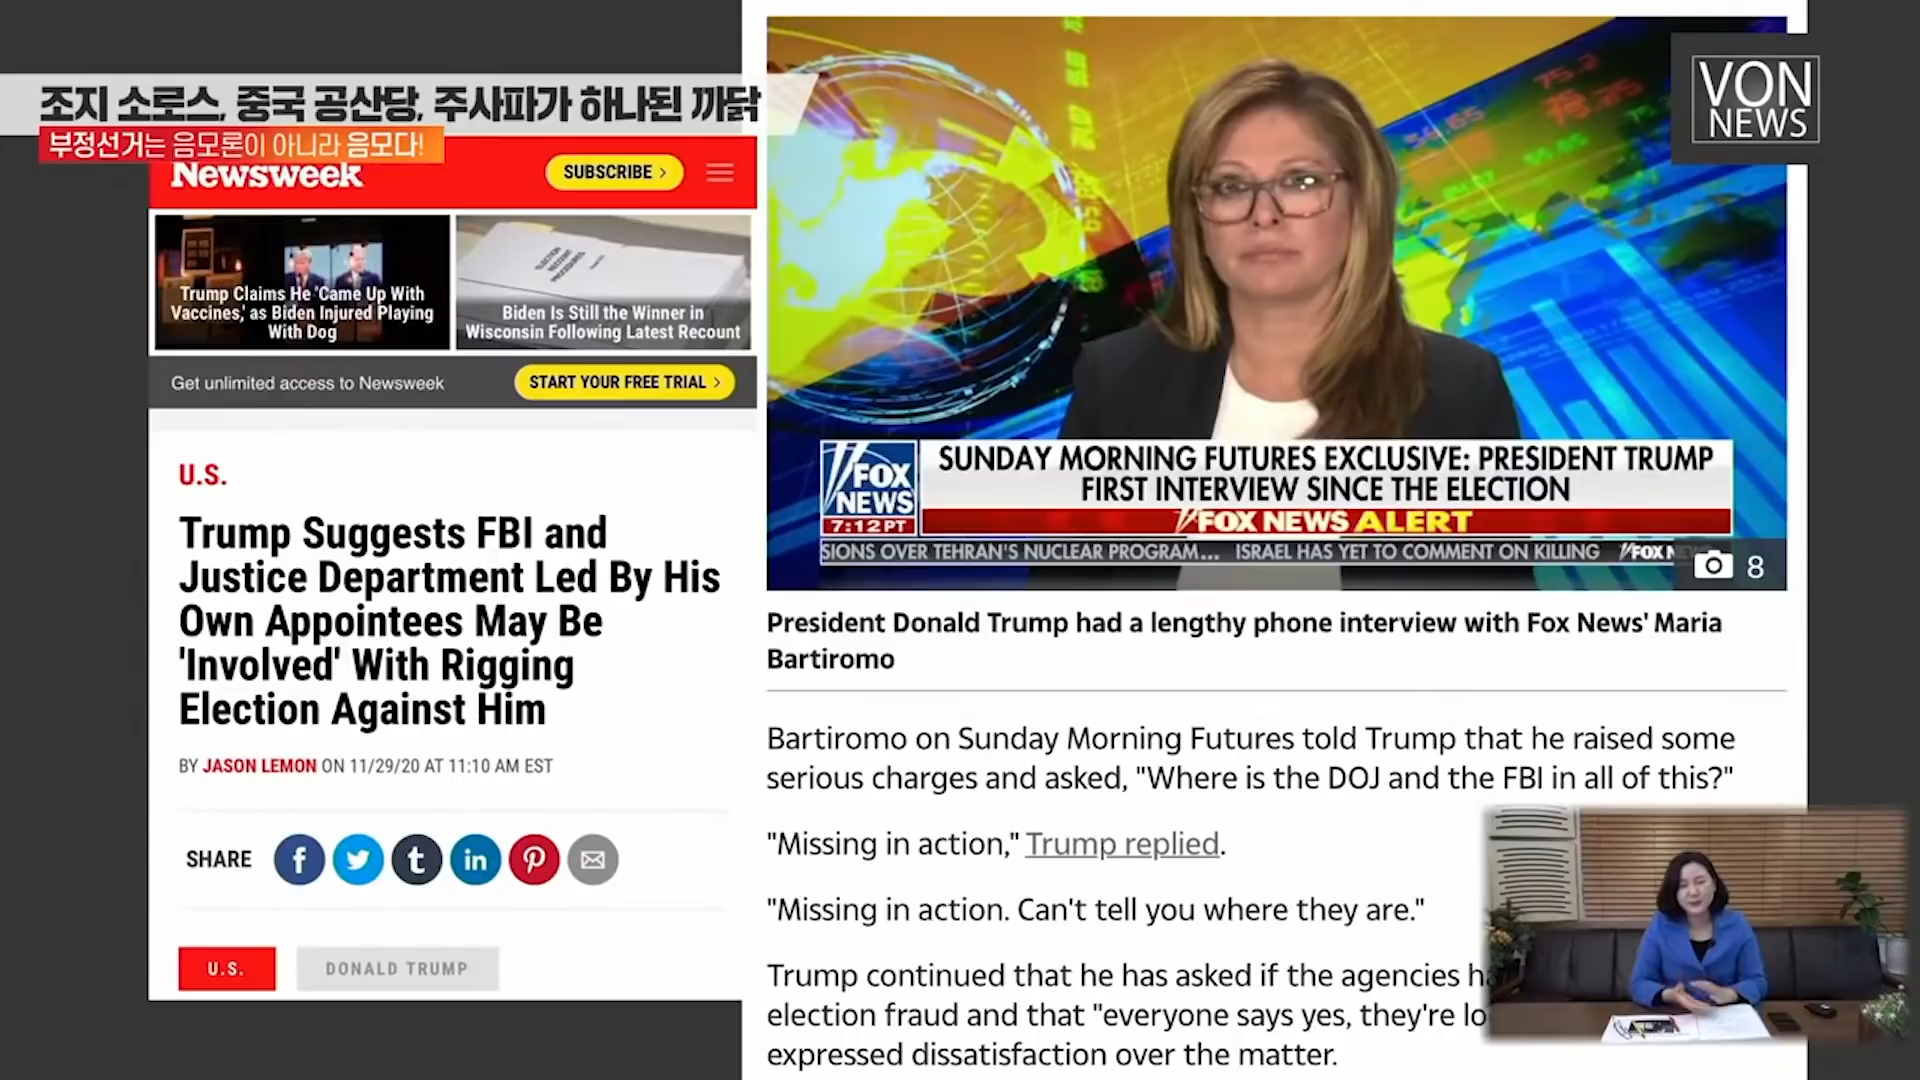 조지 소로스, 중국 공산당, 주사파가 하나된 까닭
부정선거는 음모론이 아니라 음모다!
VON
NEWS
Newsweek
SUBSCRIBE >
Trump Claims He 'Came Up With
Vaccines,' as Biden Injured Playing
With Dog
ELECTION
RECOUNT
PROCEDURES
Biden Is Still the Winner in
Wisconsin Following Latest Recount
Get unlimited access to Newsweek
START YOUR FREE TRIAL >
U.S.
Trump Suggests FBI and
Justice Department Led By His
Own Appointees May Be
'Involved' With Rigging
Election Against Him
BY JASON LEMON ON 11/29/20 AT 11:10 AM EST
SHARE
U.S.
DONALD TRUMP
FOX
NEWS
7:12 PT
SUNDAY MORNING FUTURES EXCLUSIVE: PRESIDENT TRUMP
FIRST INTERVIEW SINCE THE ELECTION
FOX NEWS ALERT
SIONS OVER TEHRAN'S NUCLEAR PROGRAM... ISRAEL HAS YET TO COMMENT ON KILLING FOX NE
8
President Donald Trump had a lengthy phone interview with Fox News' Maria
Bartiromo
Bartiromo on Sunday Morning Futures told Trump that he raised some
serious charges and asked, "Where is the DOJ and the FBI in all of this?"
"Missing in action," Trump replied.
"Missing in action. Can't tell you where they are."
Trump continued that he has asked if the agencies ha
election fraud and that "everyone says yes, they're lo
expressed dissatisfaction over the matter.